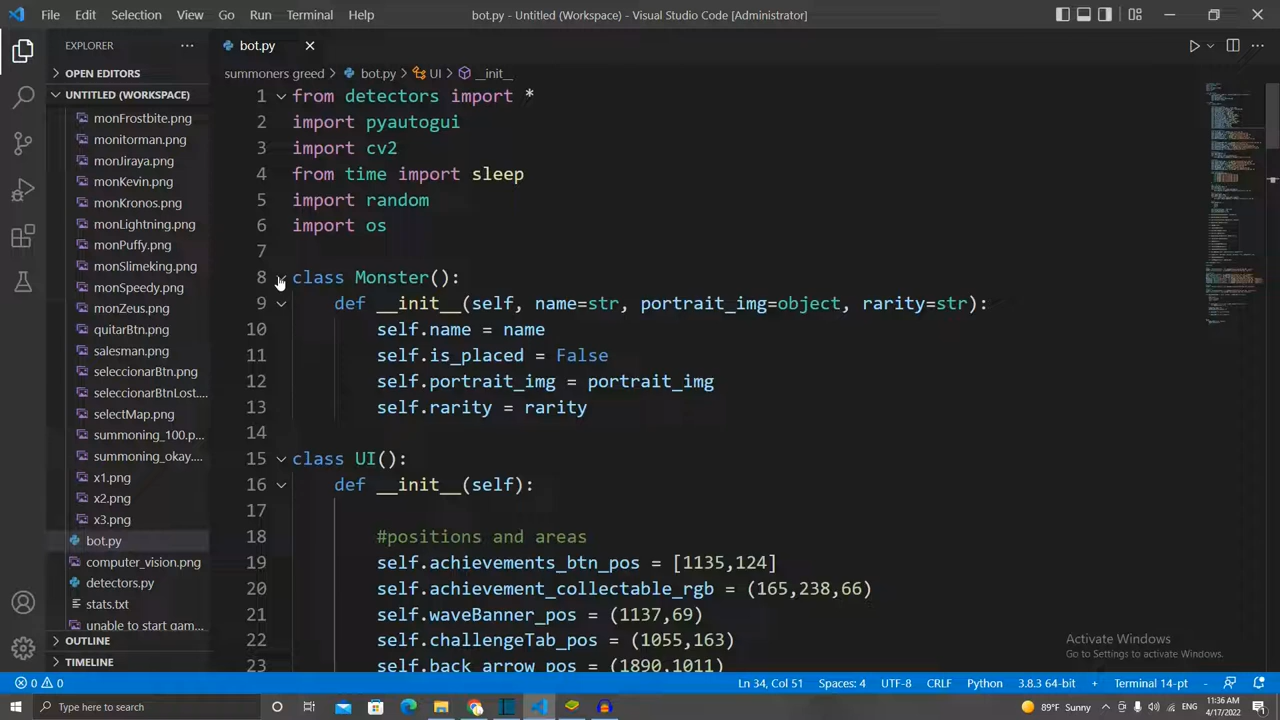 File Edit Selection View Go Run Terminal Help
bot.py - Untitled (Workspace) - Visual Studio Code [Administrator]
EXPLORER
OPEN EDITORS
UNTITLED (WORKSPACE)
monFrostbite.png
monitorman.png
monJiraya.png
monKevin.png
monKronos.png
monLightning.png
monPuffy.png
monSlimeking.png
monSpeedy.png
monZeus.png
quitarBtn.png
salesman.png
seleccionarBtn.png
seleccionarBtnLost...
selectMap.png
summoning_100.p...
summoning_okay....
x1.png
x2.png
x3.png
bot.py
computer_vision.png
detectors.py
stats.txt
unable to start gam...
OUTLINE
TIMELINE
bot.py
summoners greed > bot.py > UI > __init__
1 from detectors import *
2 import pyautogui
3 import cv2
4 from time import sleep
5 import random
6 import os
7
8 class Monster():
9 def __init__(self, name=str, portrait_img=object, rarity=str):
10 self.name = name
11 self.is_placed = False
12 self.portrait_img = portrait_img
13 self.rarity = rarity
14
15 class UI():
16 def __init__(self):
17
18 #positions and areas
19 self.achievements_btn_pos = [1135,124]
20 self.achievement_collectable_rgb = (165,238,66)
21 self.waveBanner_pos = (1137,69)
22 self.challengeTab_pos = (1055,163)
23 self.back_arrow_pos = (1890,1011)
Activate Windows
Go to Settings to activate Windows.
0 0
Ln 34, Col 51 Spaces: 4 UTF-8 CRLF Python 3.8.3 64-bit Terminal 14-pt
Type here to search
89°F Sunny
11:36 AM
4/17/2022